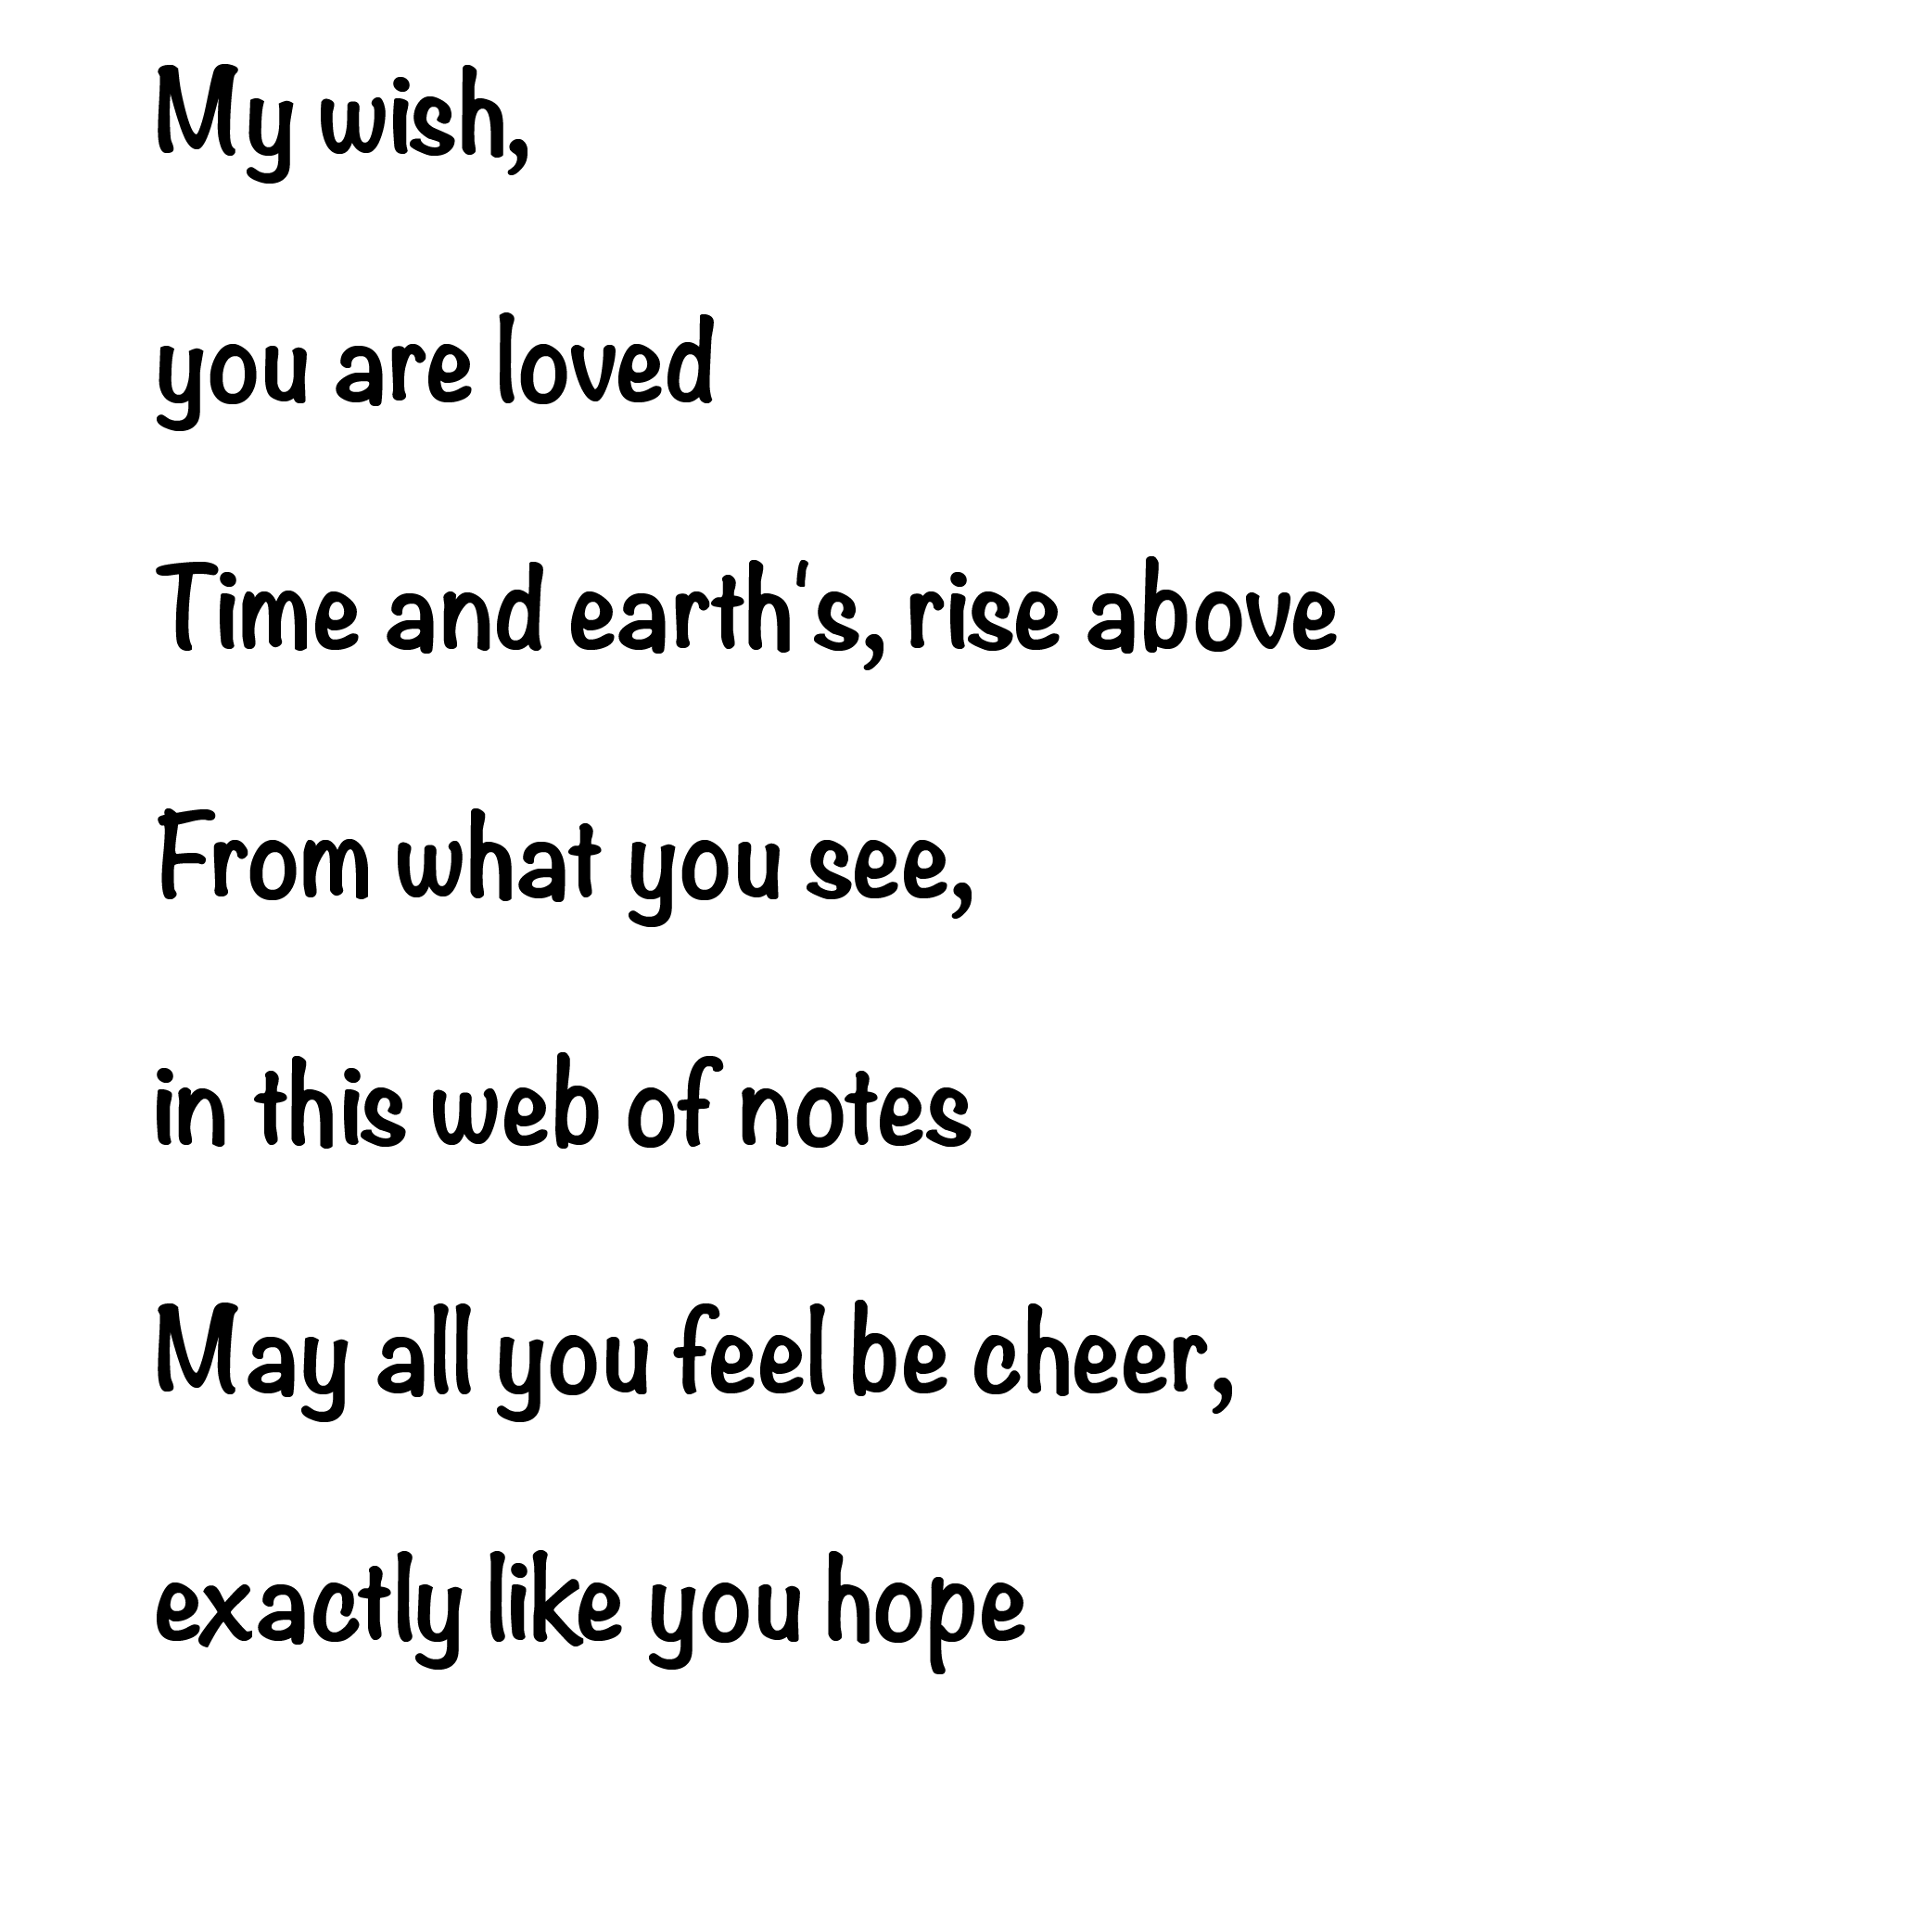 My wish,
you are loved
Time and earth's, rise above
From what you see,
in this web of notes
May all you feel be cheer,
exactly like you hope